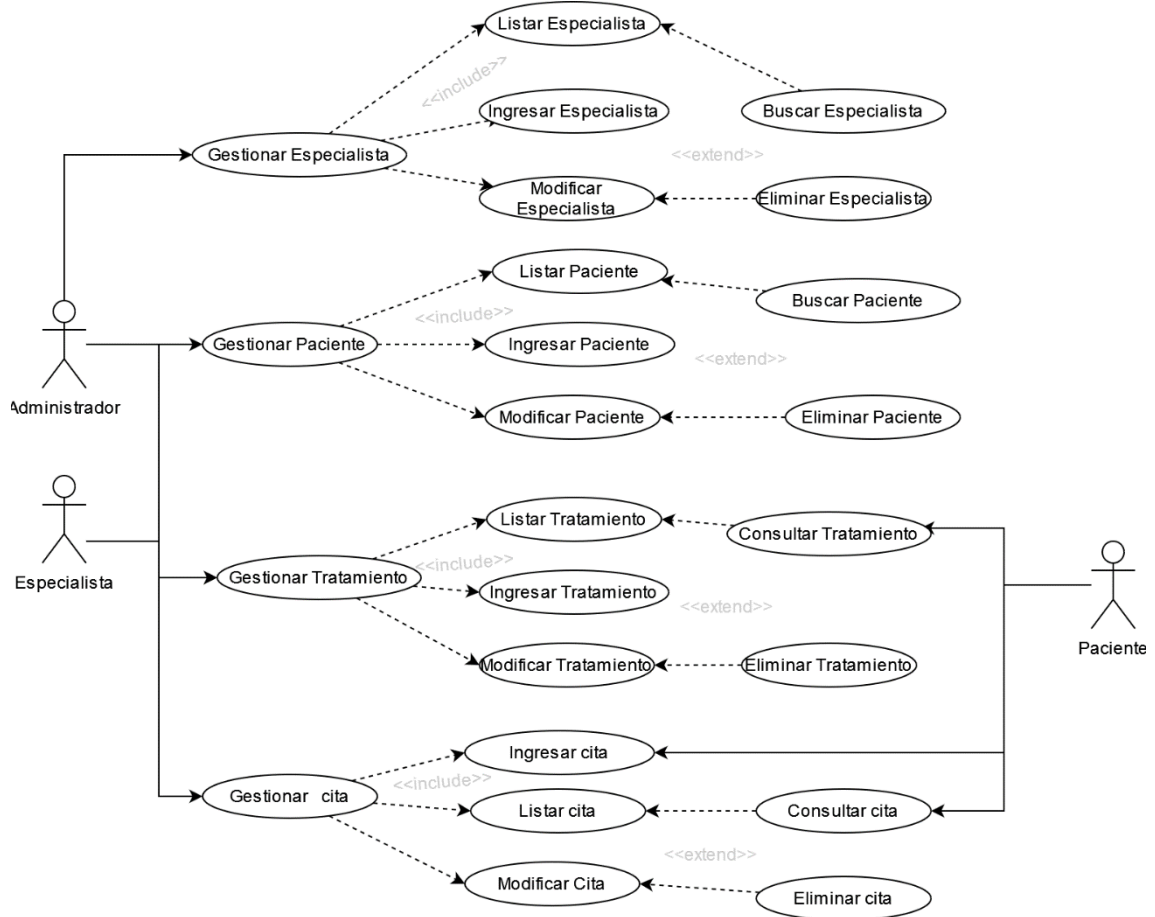 Listar Especialista
<<include>>
Ingresar Especialista
Buscar Especialista
Gestionar Especialista
<<extend>>
Modificar
Especialista
Eliminar Especialista
Listar Paciente
Buscar Paciente
<<include>>
Gestionar Paciente
Ingresar Paciente
<<extend>>
Administrador
Modificar Paciente
Eliminar Paciente
Listar Tratamiento
Consultar Tratamiento
<<include>>
Especialista
Gestionar Tratamiento
Ingresar Tratamiento
<<extend>>
Paciente
Modificar Tratamiento
Eliminar Tratamiento
Ingresar cita
<<include>>
Gestionar cita
Listar cita
Consultar cita
<<extend>>
Modificar Cita
Eliminar cita